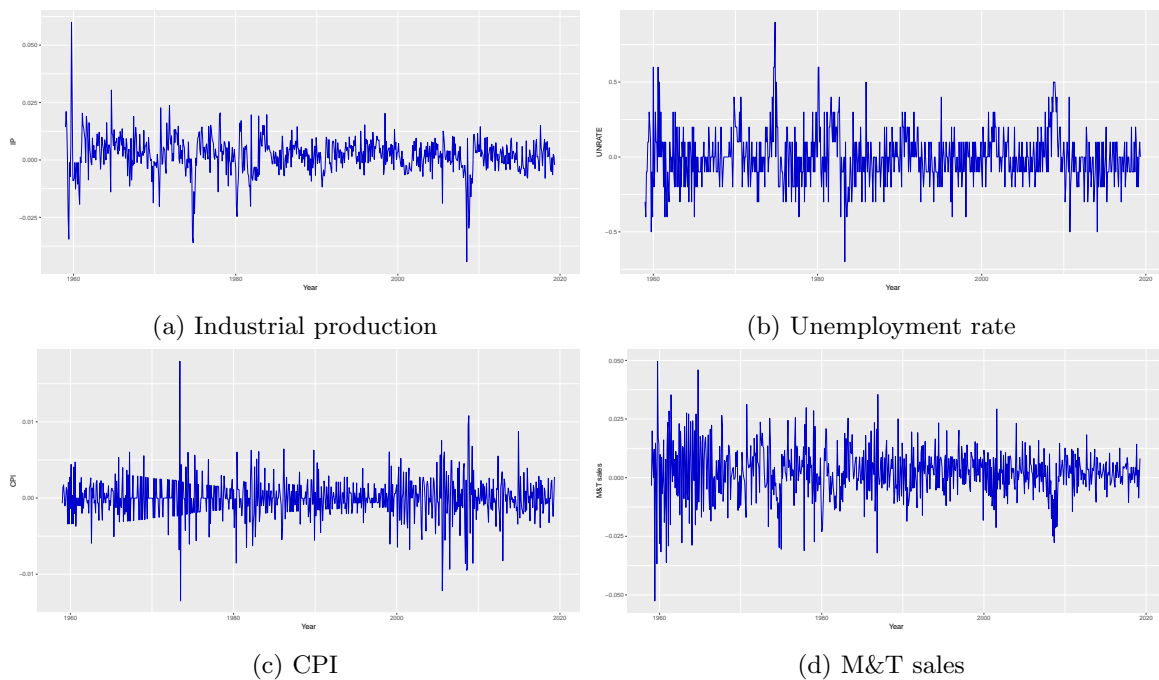 0.050
0.025
0.000
−0.025
IP
1960
1980
2000
2020
Year
(a) Industrial production
0.5
0.0
−0.5
UNRATE
1960
1980
2000
2020
Year
(b) Unemployment rate
0.01
0.00
−0.01
CPI
1960
1980
2000
2020
Year
(c) CPI
0.050
0.025
0.000
−0.025
−0.050
M&T sales
1960
1980
2000
2020
Year
(d) M&T sales